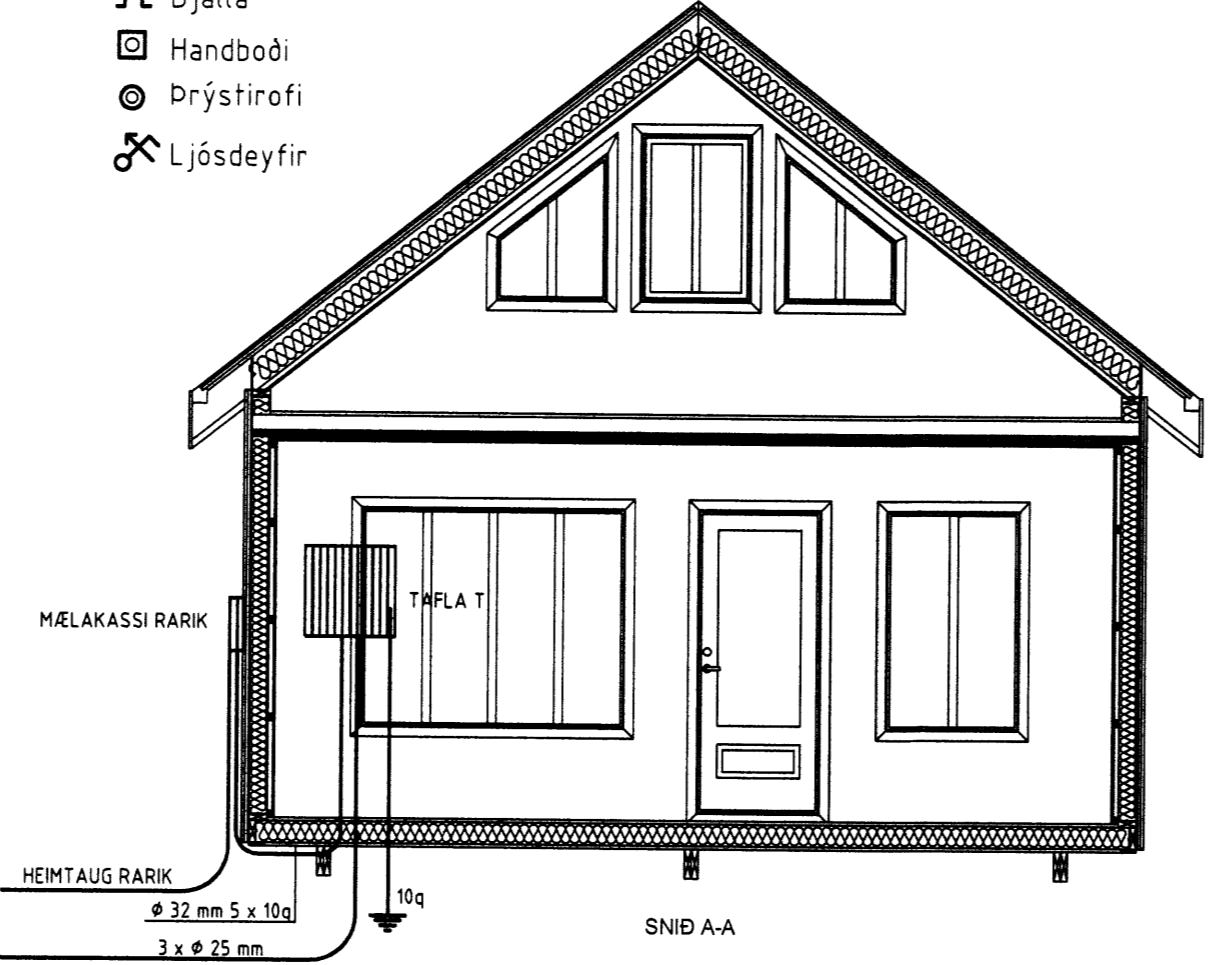 Handboði
Þrýstirofi
Ljósdeyfir
TAFLA T
MÆLAKASSI RARIK
HEIMTAUG RARIK
10q
ø 32 mm 5 x 10q
SNIÐ A-A
3 x ø 25 mm